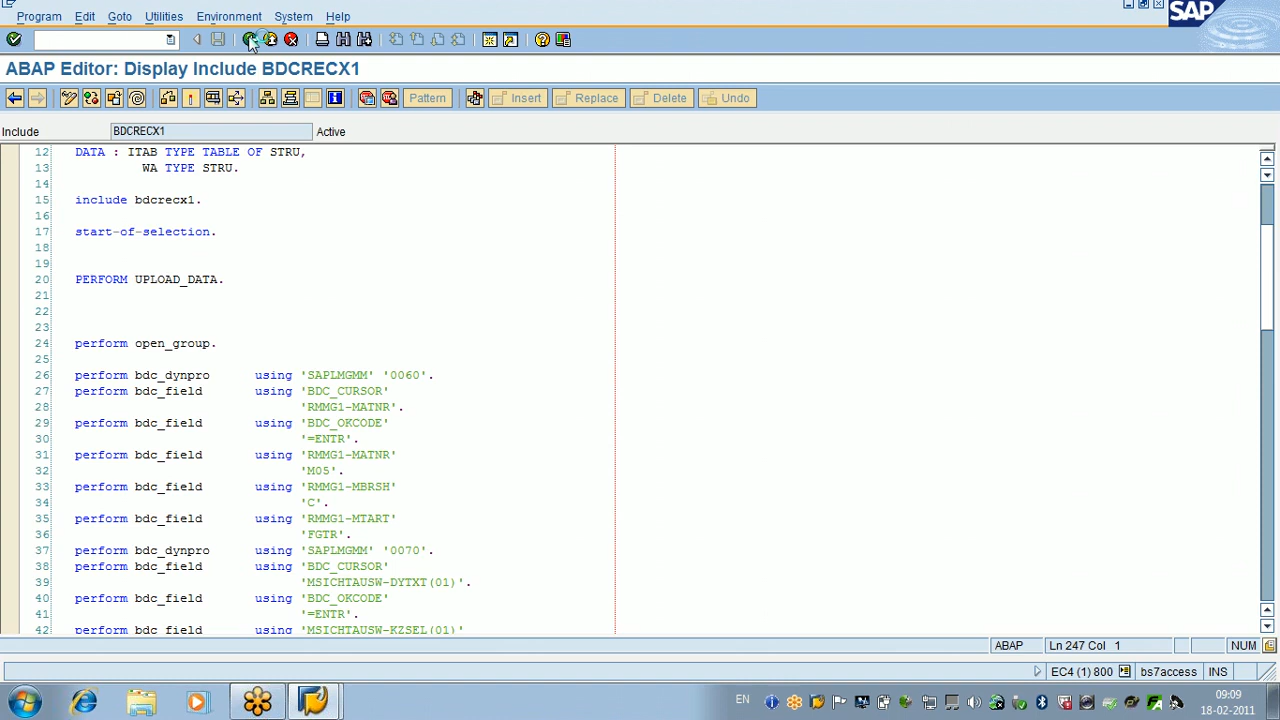 Program Edit Goto Utilities Environment System Help
SAP
ABAP Editor: Display Include BDCRECX1
Pattern Insert Replace Delete Undo
Include BDCRECX1 Active
12 DATA : ITAB TYPE TABLE OF STRU,
13 WA TYPE STRU.
14
15 include bdcrecx1.
16
17 start-of-selection.
18
19
20 PERFORM UPLOAD_DATA.
21
22
23
24 perform open_group.
25
26 perform bdc_dynpro using 'SAPLMGMM' '0060'.
27 perform bdc_field using 'BDC_CURSOR'
28 'RMMG1-MATNR'.
29 perform bdc_field using 'BDC_OKCODE'
30 '=ENTR'.
31 perform bdc_field using 'RMMG1-MATNR'
32 'M05'.
33 perform bdc_field using 'RMMG1-MBRSH'
34 'C'.
35 perform bdc_field using 'RMMG1-MTART'
36 'FGTR'.
37 perform bdc_dynpro using 'SAPLMGMM' '0070'.
38 perform bdc_field using 'BDC_CURSOR'
39 'MSICHTAUSW-DYTXT(01)'.
40 perform bdc_field using 'BDC_OKCODE'
41 '=ENTR'.
42 perform bdc_field using 'MSICHTAUSW-KZSEL(01)'
ABAP Ln 247 Col 1 NUM
EC4 (1) 800 bs7access INS
EN 09:09
18-02-2011